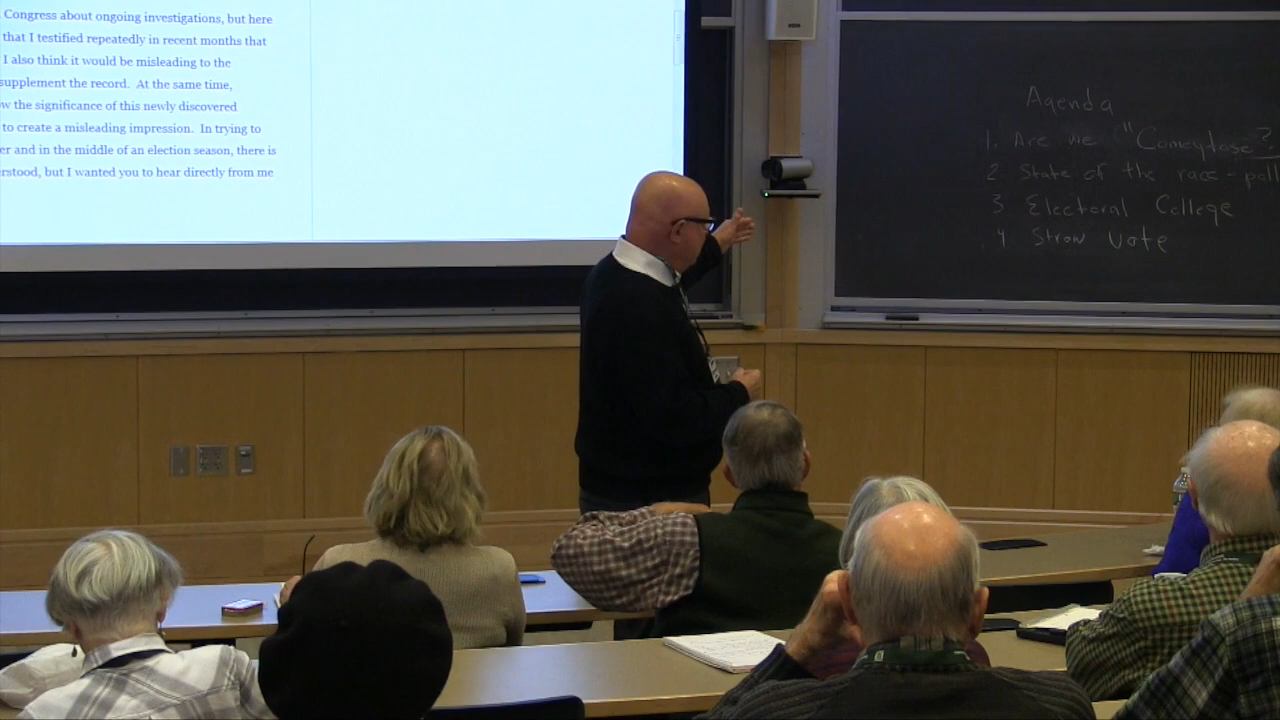 Congress about ongoing investigations, but here
that I testified repeatedly in recent months that
I also think it would be misleading to the
supplement the record. At the same time,
w the significance of this newly discovered
to create a misleading impression. In trying to
er and in the middle of an election season, there is
rstood, but I wanted you to hear directly from me
Agenda
1. Are we "Comeytose?
2 State of the race - poll
3 Electoral College
4 Straw Vote